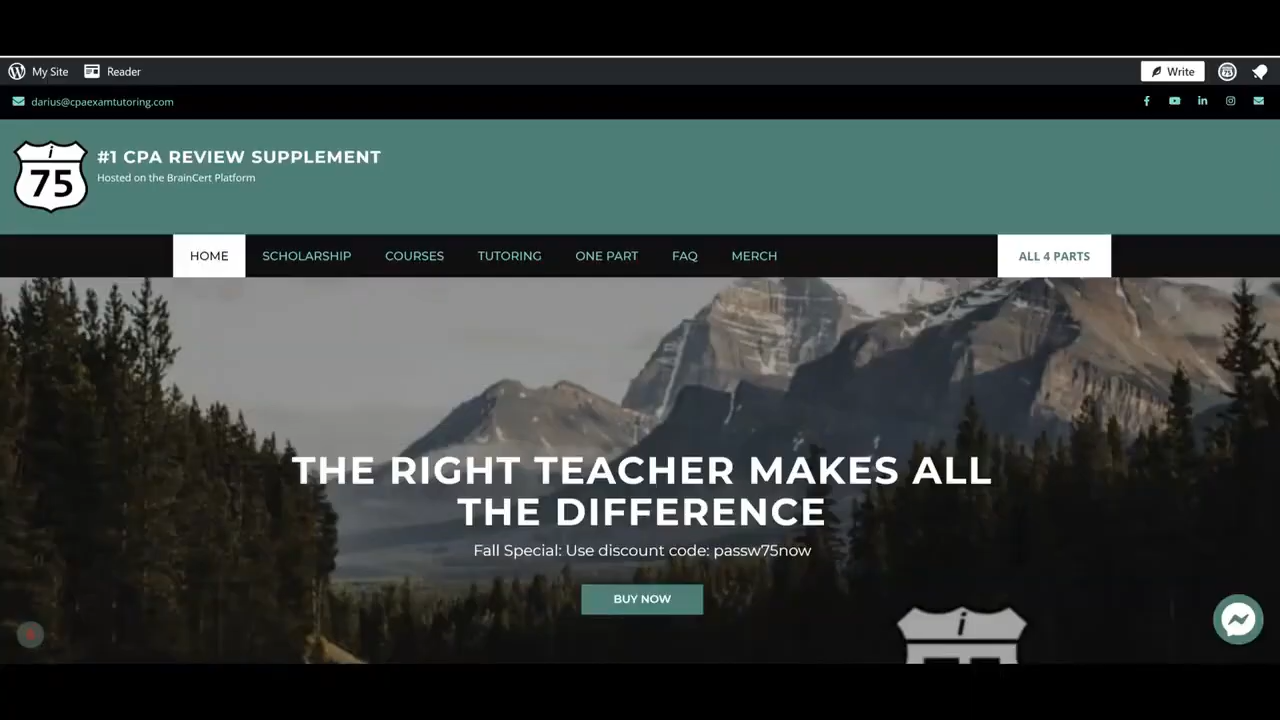 My Site Reader Write
darius@cpaexamtutoring.com
i
75
#1 CPA REVIEW SUPPLEMENT
Hosted on the BrainCert Platform
HOME SCHOLARSHIP COURSES TUTORING ONE PART FAQ MERCH ALL 4 PARTS
THE RIGHT TEACHER MAKES ALL
THE DIFFERENCE
Fall Special: Use discount code: passw75now
BUY NOW
i